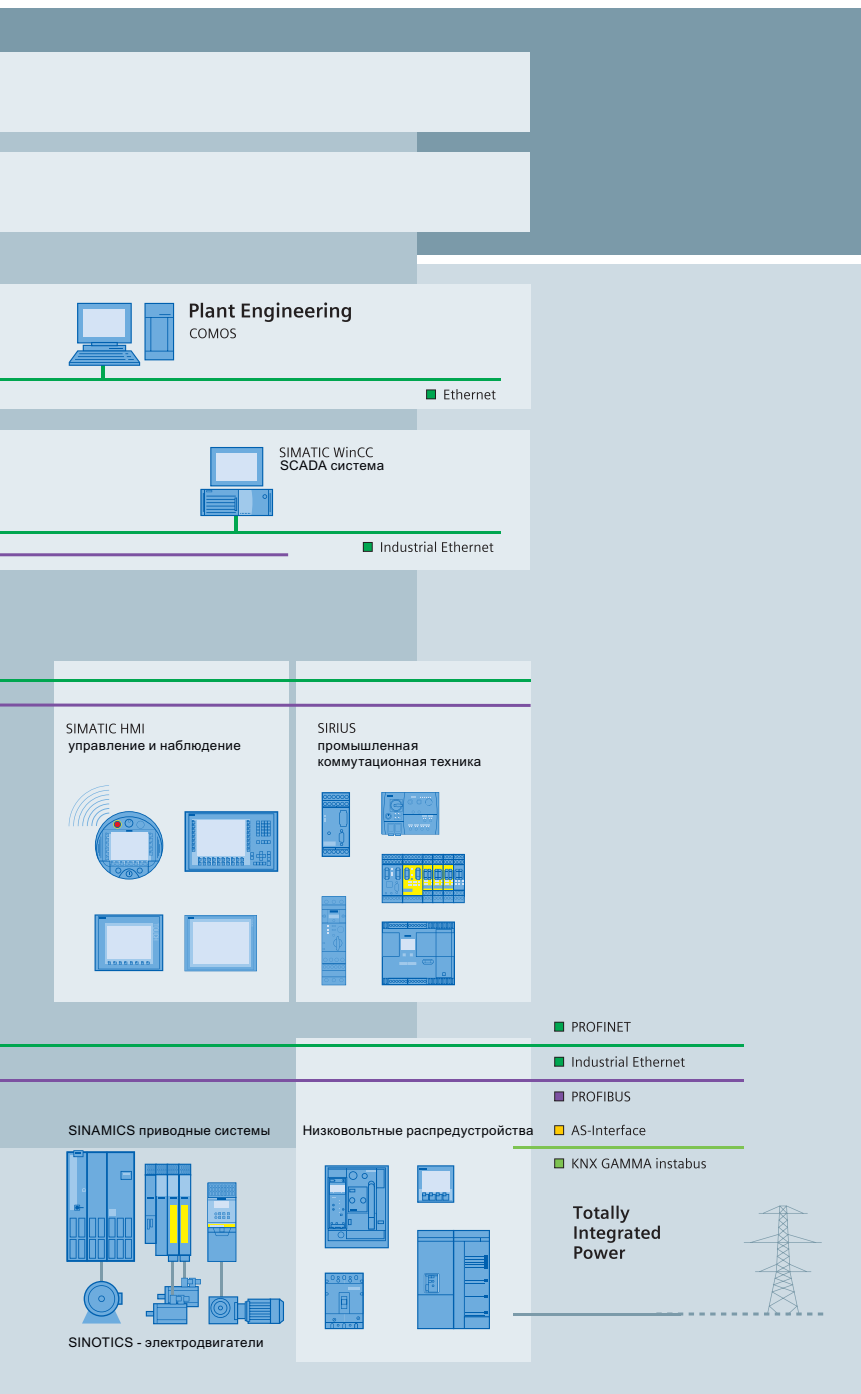 Plant Engineering
COMOS
Ethernet
SIMATIC WinCC
SCADA система
Industrial Ethernet
SIMATIC HMI
управление и наблюдение
SIRIUS
промышленная
коммутационная техника
PROFINET
Industrial Ethernet
PROFIBUS
SINAMICS приводные системы
Низковольтные распредустройства
AS-Interface
KNX GAMMA instabus
Totally
Integrated
Power
SINOTICS - электродвигатели